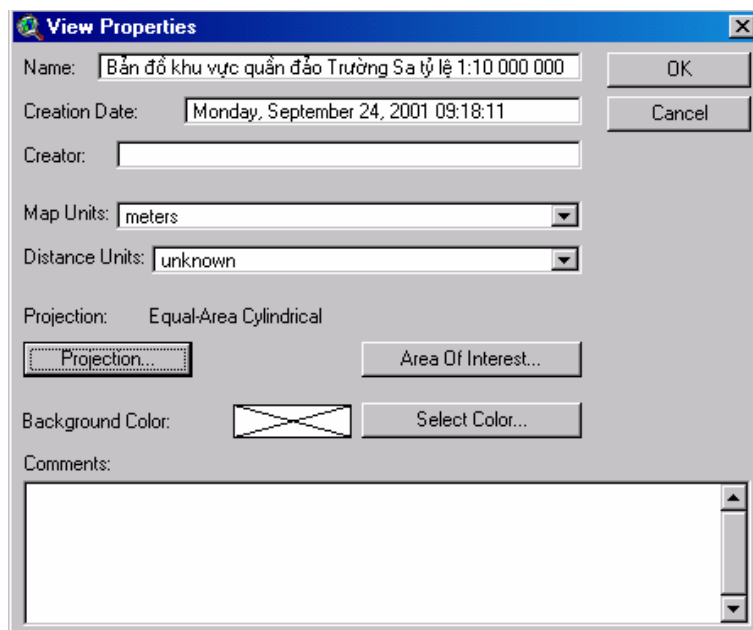 View Properties
Name: Bản đồ khu vực quần đảo Trường Sa tỷ lệ 1:10 000 000
OK
Creation Date: Monday, September 24, 2001 09:18:11
Cancel
Creator:
Map Units: meters
Distance Units: unknown
Projection: Equal-Area Cylindrical
Projection... Area Of Interest...
Background Color: Select Color...
Comments: